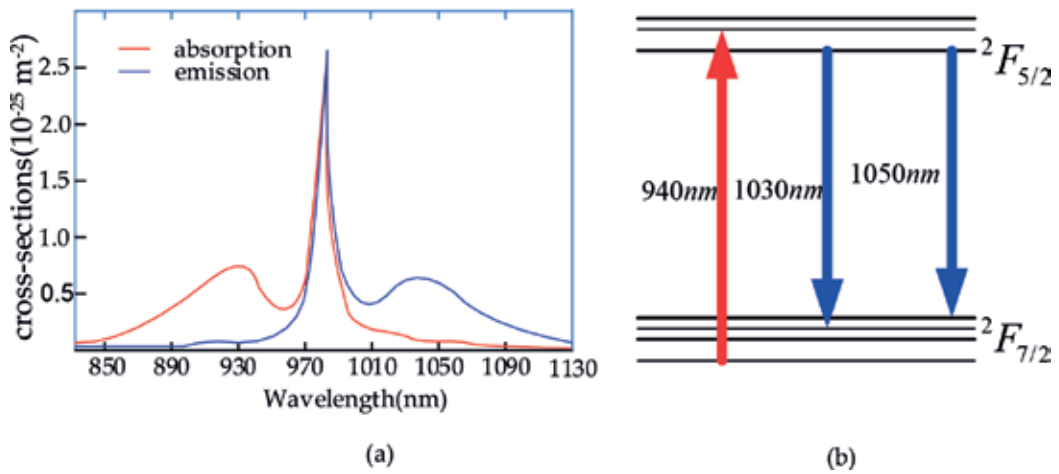 absorption
emission
cross-sections(10⁻²⁵ m⁻²)
2.5
2.0
1.5
1.0
0.5
850 890 930 970 1010 1050 1090 1130
Wavelength(nm)
(a)
²F₅/₂
940nm 1030nm 1050nm
²F₇/₂
(b)